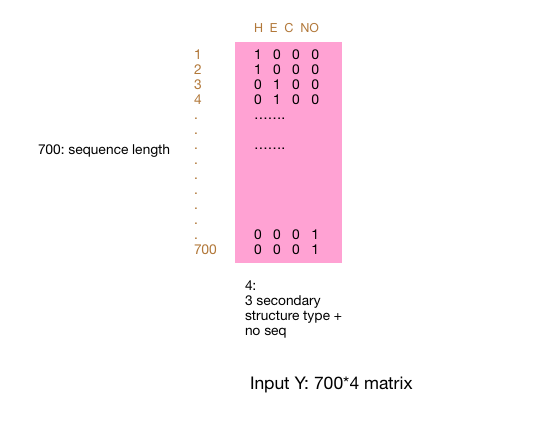 H E C NO
1 1 0 0 0
2 1 0 0 0
3 0 1 0 0
4 0 1 0 0
. .......
.
700: sequence length . .......
.
.
.
.
.
. 0 0 0 1
700 0 0 0 1
4:
3 secondary
structure type +
no seq
Input Y: 700*4 matrix